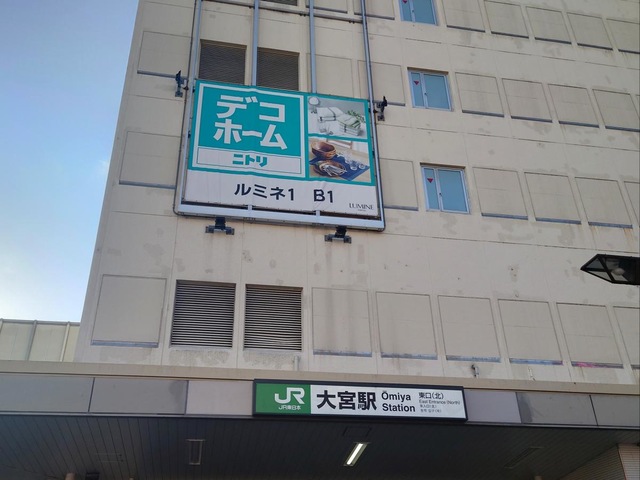 デコ
ホーム
ニトリ
ルミネ1 B1
LUMINE
JR
JR東日本
大宮駅
Ōmiya
Station
東口(北)
East Entrance (North)